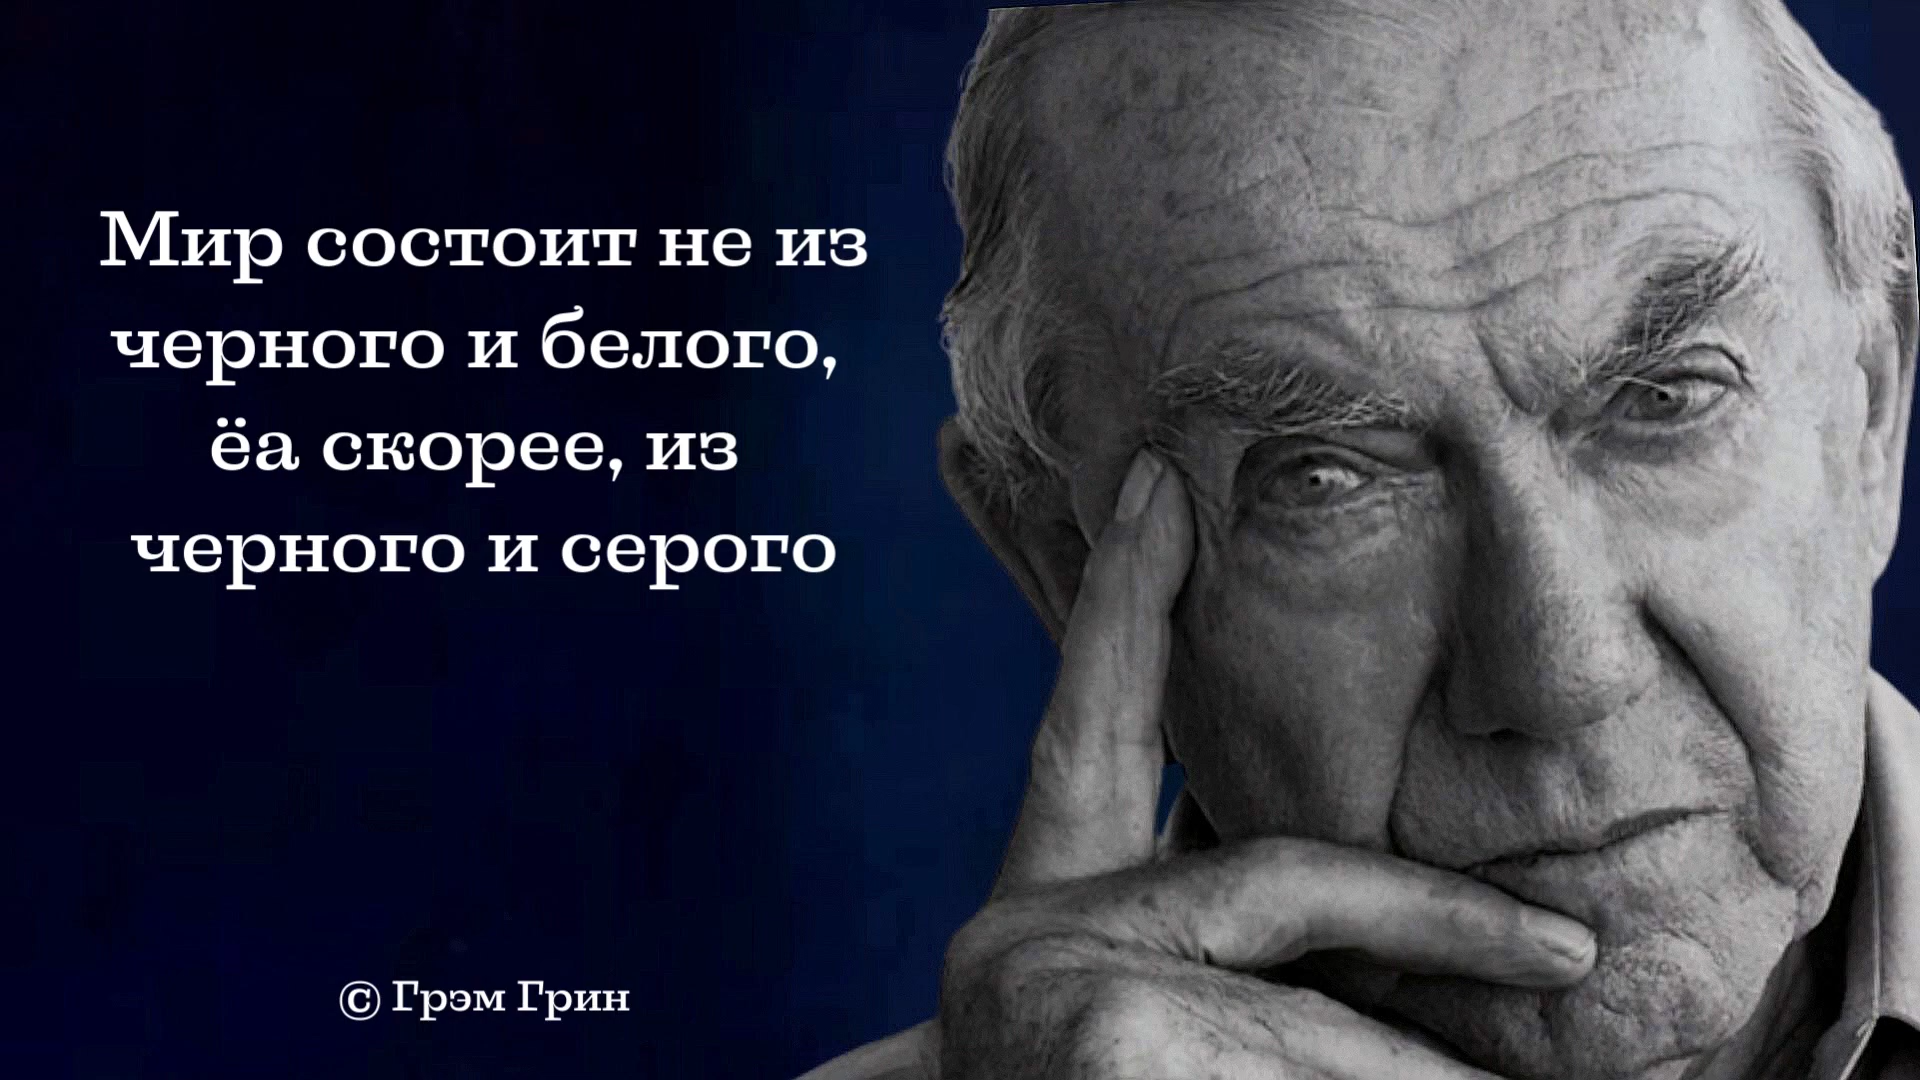 Мир состоит не из
черного и белого,
ёа скорее, из
черного и серого
© Грэм Грин